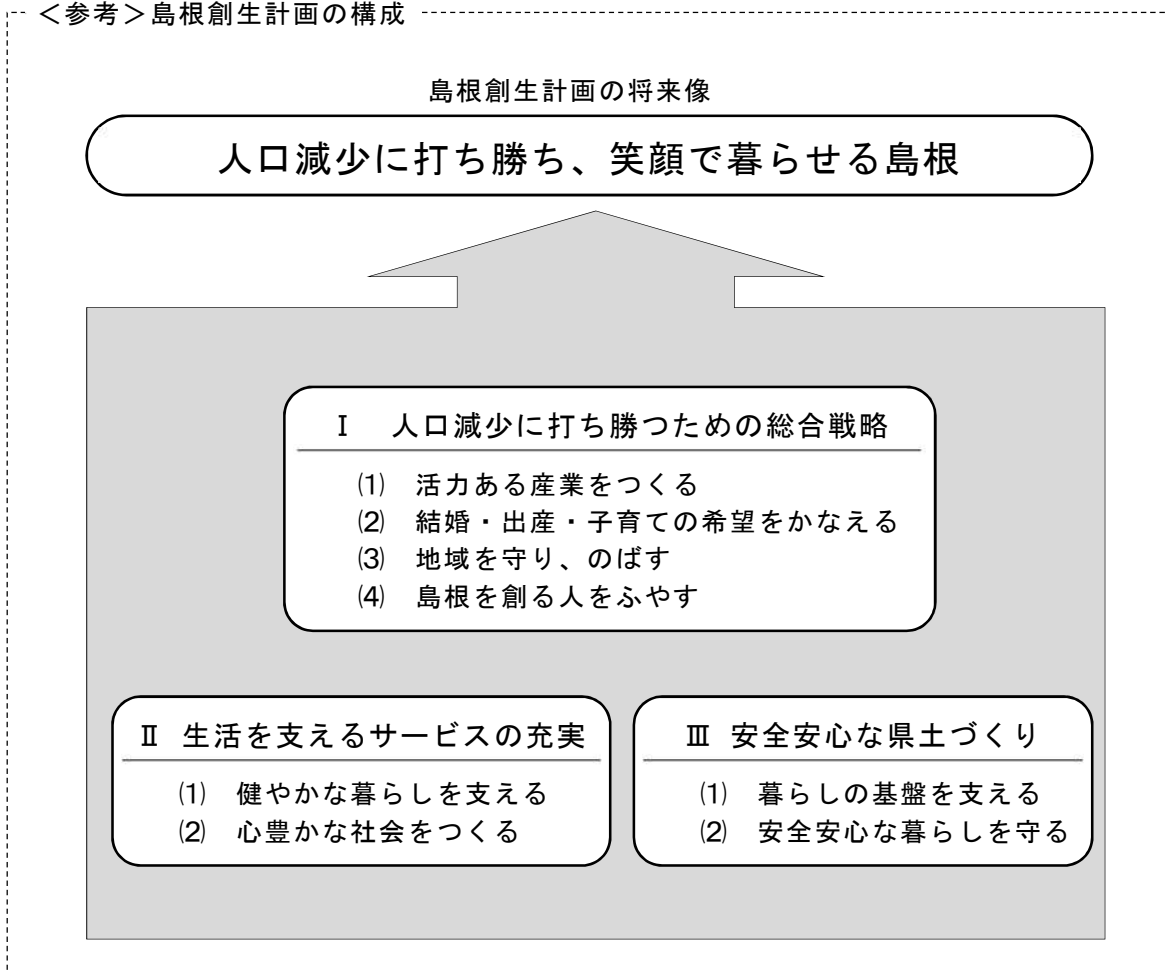 ＜参考＞島根創生計画の構成
島根創生計画の将来像
人口減少に打ち勝ち、笑顔で暮らせる島根
Ⅰ　人口減少に打ち勝つための総合戦略
⑴　活力ある産業をつくる
⑵　結婚・出産・子育ての希望をかなえる
⑶　地域を守り、のばす
⑷　島根を創る人をふやす
Ⅱ 生活を支えるサービスの充実
⑴　健やかな暮らしを支える
⑵　心豊かな社会をつくる
Ⅲ 安全安心な県土づくり
⑴　暮らしの基盤を支える
⑵　安全安心な暮らしを守る